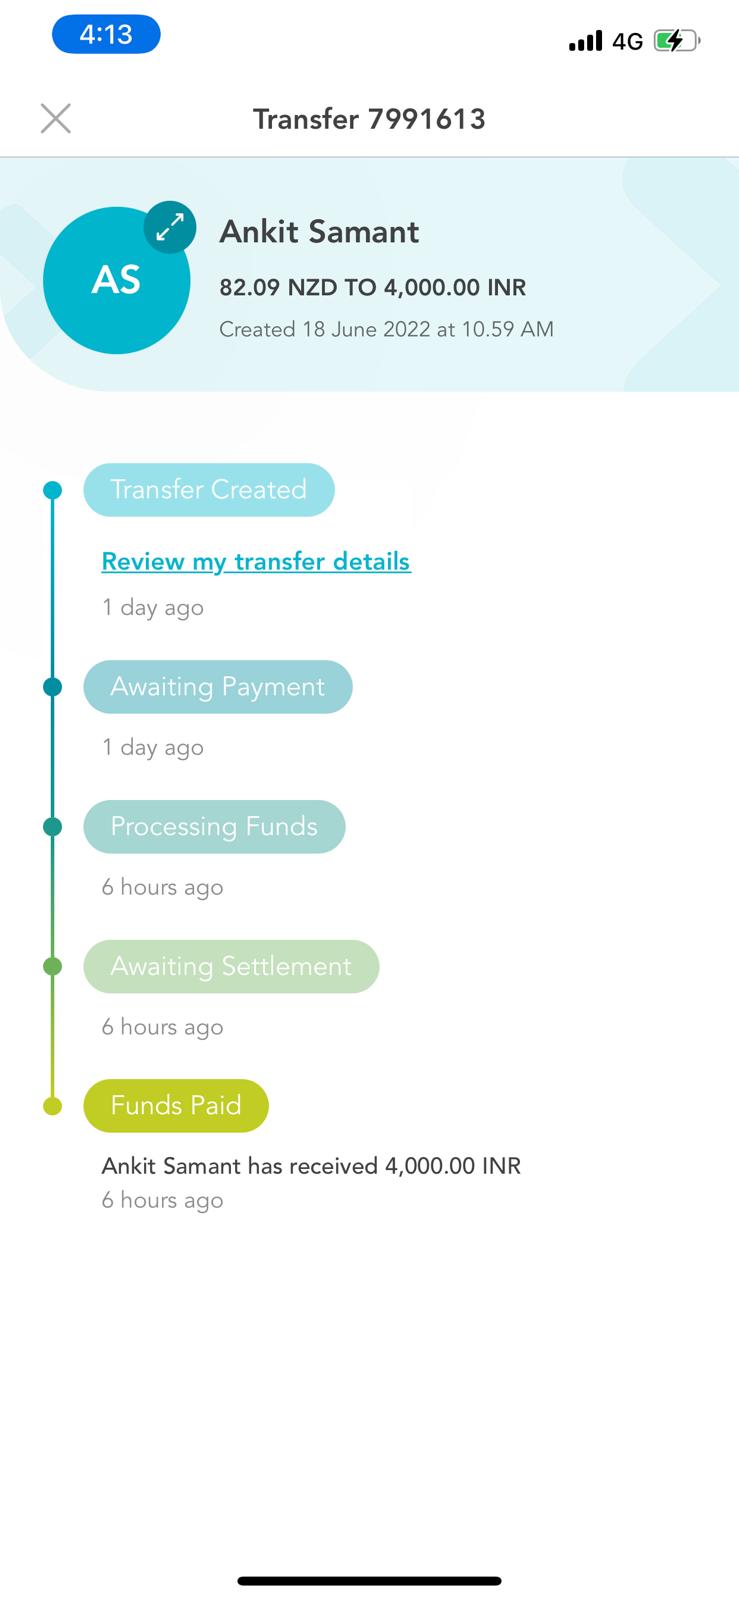 4:13
4G
Transfer 7991613
AS
Ankit Samant
82.09 NZD TO 4,000.00 INR
Created 18 June 2022 at 10.59 AM
Transfer Created
Review my transfer details
1 day ago
Awaiting Payment
1 day ago
Processing Funds
6 hours ago
Awaiting Settlement
6 hours ago
Funds Paid
Ankit Samant has received 4,000.00 INR
6 hours ago